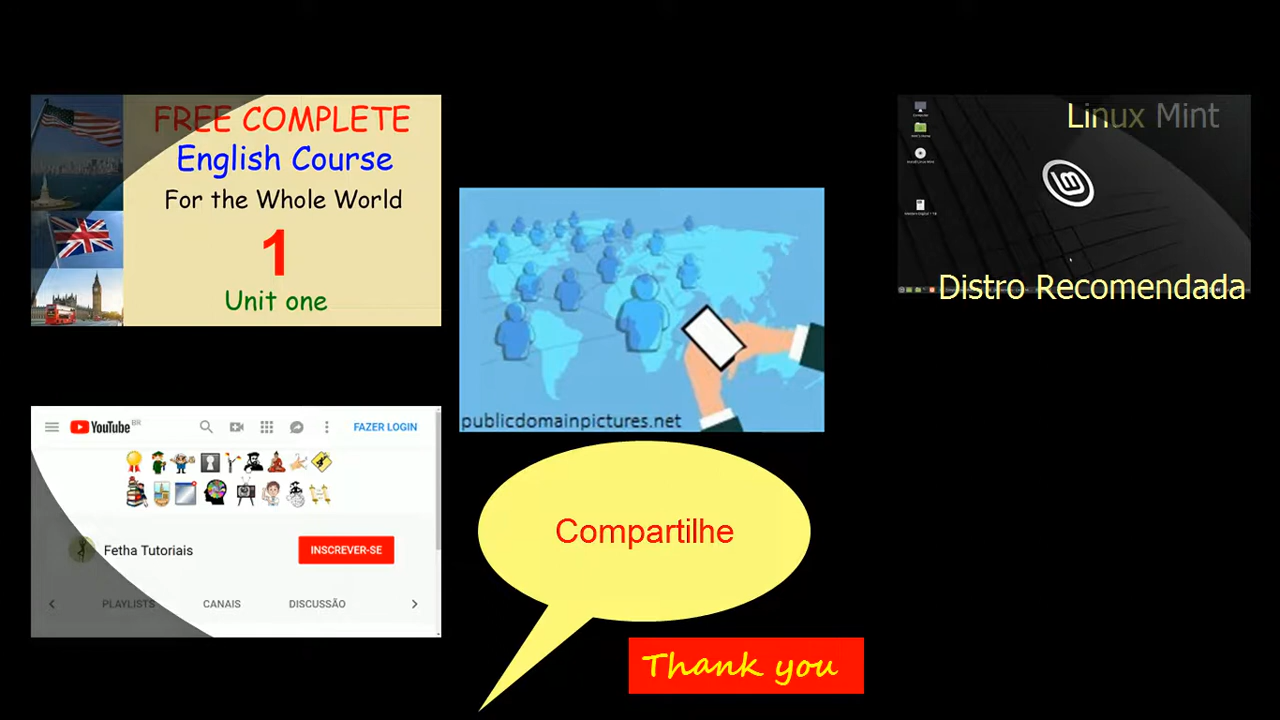 FREE COMPLETE
English Course
For the Whole World
1
Unit one
Linux Mint
Distro Recomendada
publicdomainpictures.net
YouTube BR
FAZER LOGIN
Fetha Tutoriais
INSCREVER-SE
PLAYLISTS
CANAIS
DISCUSSÃO
Compartilhe
Thank you